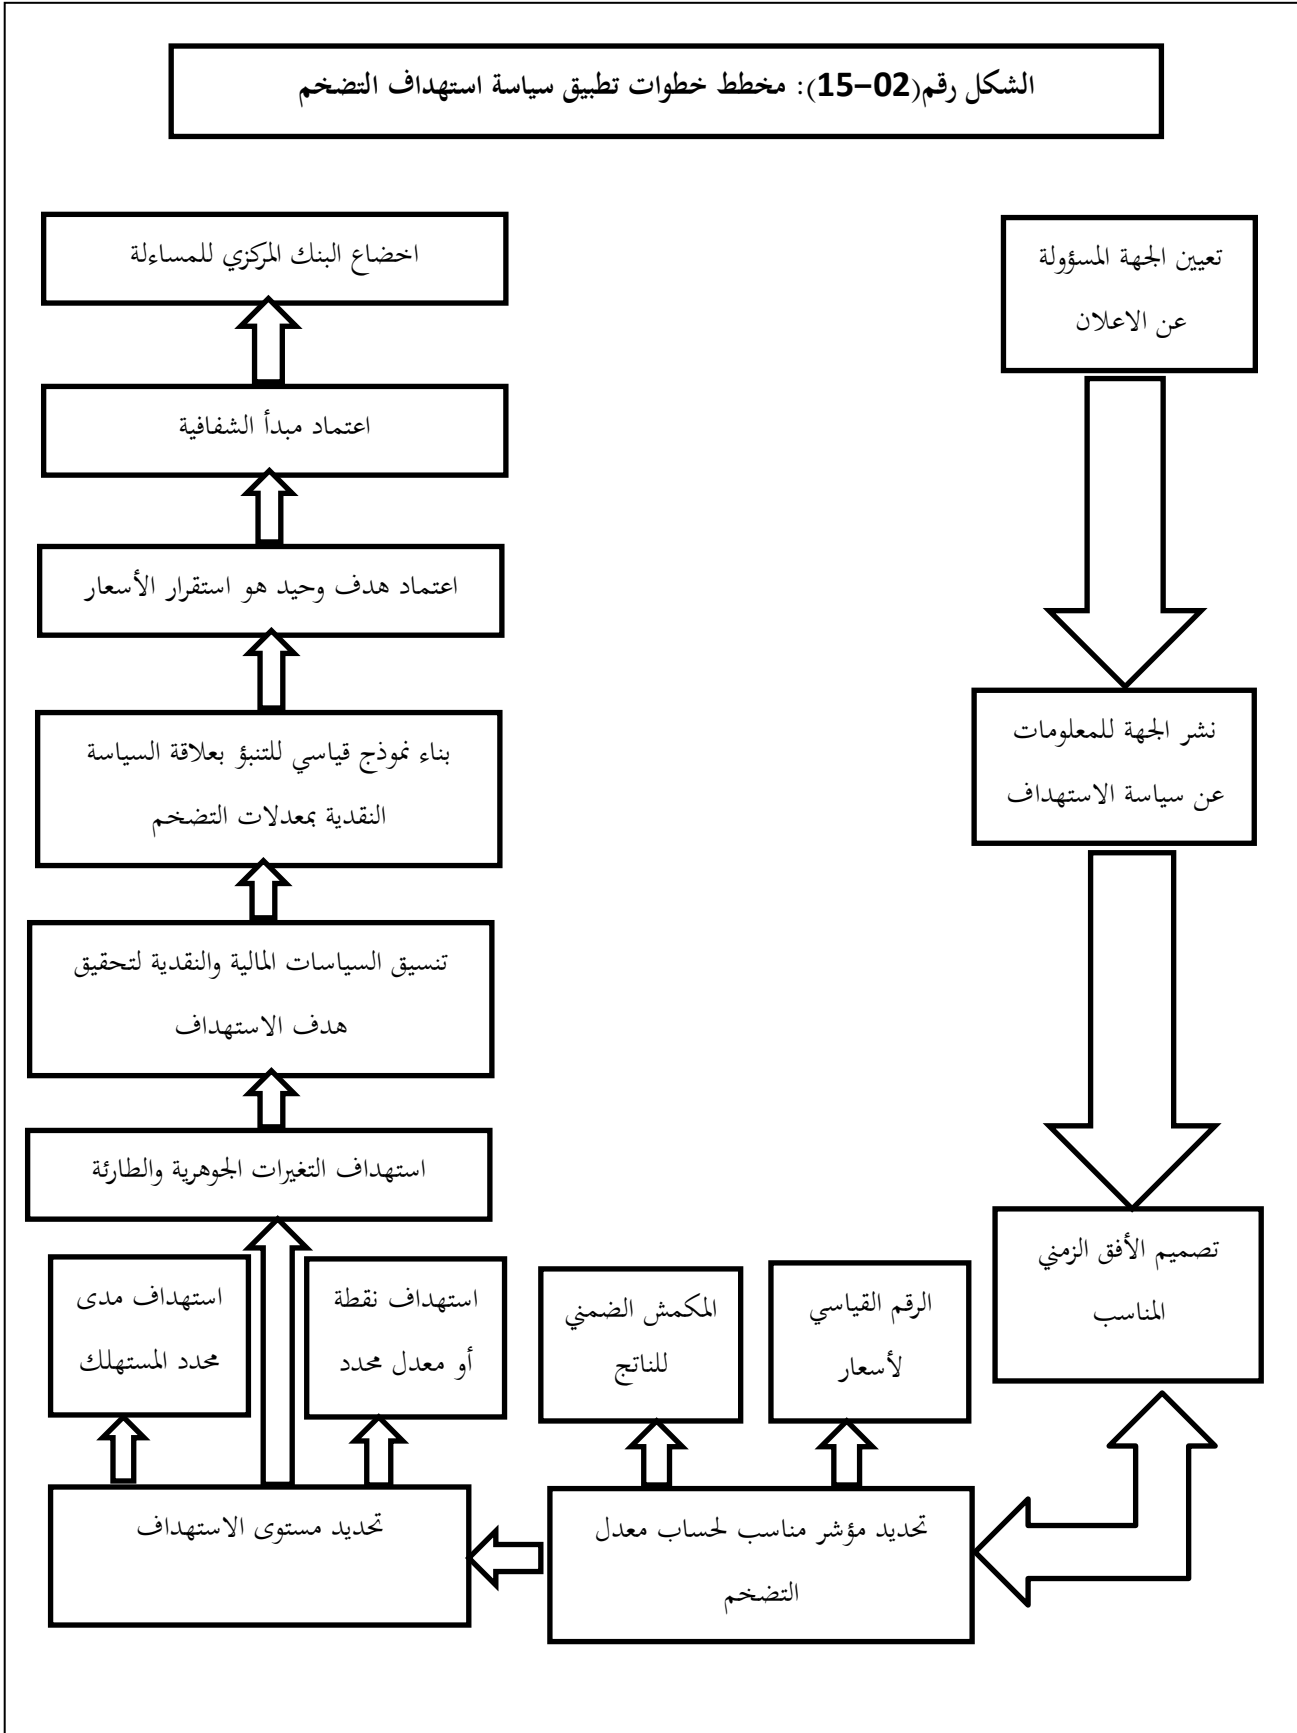 الشكل رقم(02-15): مخطط خطوات تطبيق سياسة استهداف التضخم
تعيين الجهة المسؤولة
عن الاعلان
نشر الجهة للمعلومات
عن سياسة الاستهداف
تصميم الأفق الزمني
المناسب
تحديد مؤشر مناسب لحساب معدل
التضخم
الرقم القياسي
لأسعار
المكمش الضمني
للناتج
تحديد مستوى الاستهداف
استهداف نقطة
أو معدل محدد
استهداف مدى
محدد المستهلك
استهداف التغيرات الجوهرية والطارئة
تنسيق السياسات المالية والنقدية لتحقيق
هدف الاستهداف
بناء نموذج قياسي للتنبؤ بعلاقة السياسة
النقدية بمعدلات التضخم
اعتماد هدف وحيد هو استقرار الأسعار
اعتماد مبدأ الشفافية
اخضاع البنك المركزي للمساءلة